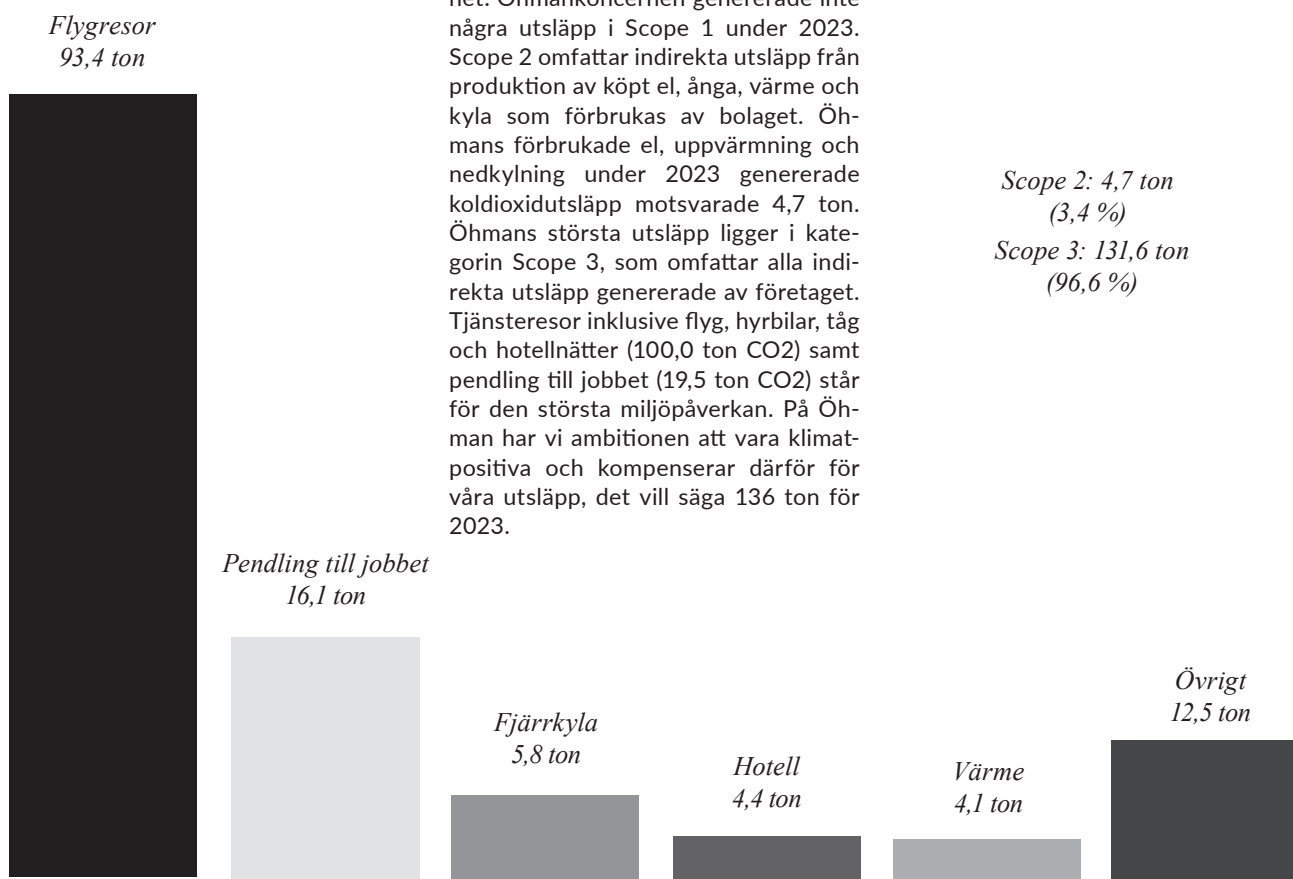 Flygresor
93,4 ton
net. Öhmankoncernen genererade inte
några utsläpp i Scope 1 under 2023.
Scope 2 omfattar indirekta utsläpp från
produktion av köpt el, ånga, värme och
kyla som förbrukas av bolaget. Öh-
mans förbrukade el, uppvärmning och
nedkylning under 2023 genererade
koldioxidutsläpp motsvarade 4,7 ton.
Öhmans största utsläpp ligger i kate-
gorin Scope 3, som omfattar alla indi-
rekta utsläpp genererade av företaget.
Tjänsteresor inklusive flyg, hyrbilar, tåg
och hotellnätter (100,0 ton CO2) samt
pendling till jobbet (19,5 ton CO2) står
för den största miljöpåverkan. På Öh-
man har vi ambitionen att vara klimat-
positiva och kompenserar därför för
våra utsläpp, det vill säga 136 ton för
2023.
Scope 2: 4,7 ton
(3,4 %)
Scope 3: 131,6 ton
(96,6 %)
Pendling till jobbet
16,1 ton
Fjärrkyla
5,8 ton
Hotell
4,4 ton
Värme
4,1 ton
Övrigt
12,5 ton